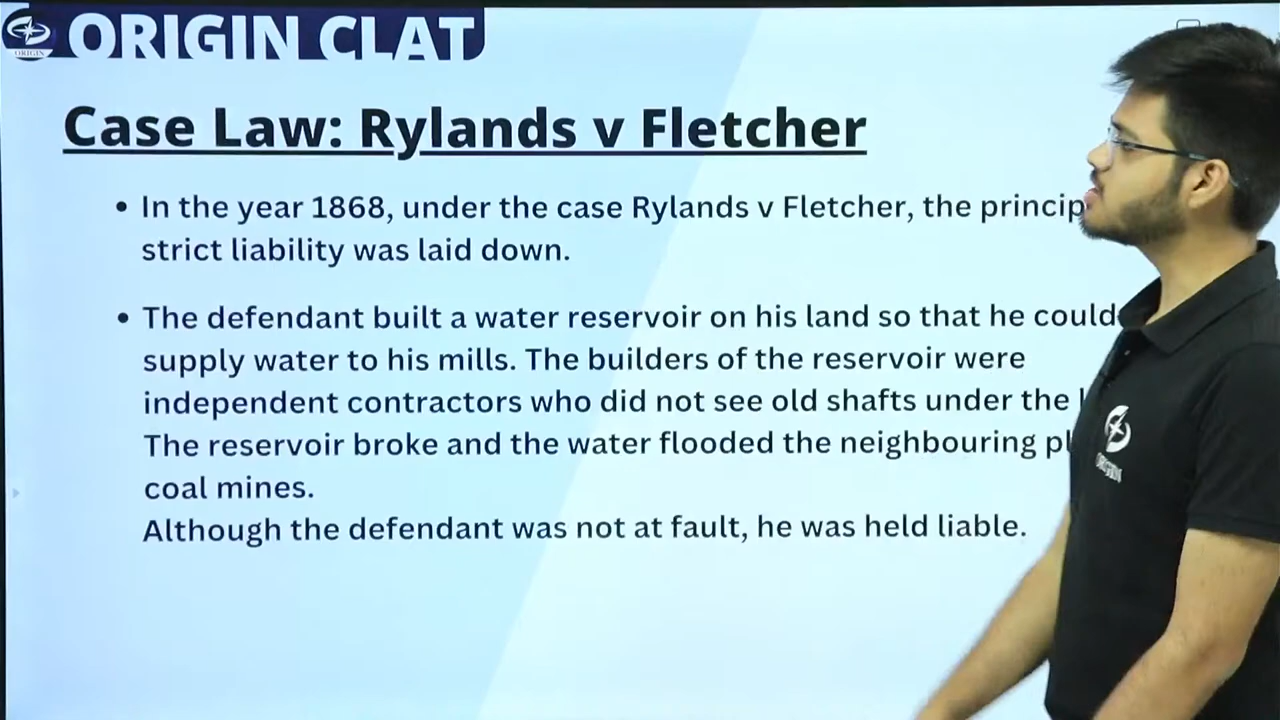 ORIGIN CLAT
ORIGIN
Case Law: Rylands v Fletcher
• In the year 1868, under the case Rylands v Fletcher, the
strict liability was laid down.
• The defendant built a water reservoir on his land so that he could
supply water to his mills. The builders of the reservoir were
independent contractors who did not see old shafts under the
The reservoir broke and the water flooded the neighbouring
coal mines.
Although the defendant was not at fault, he was held liable.
ORIGIN